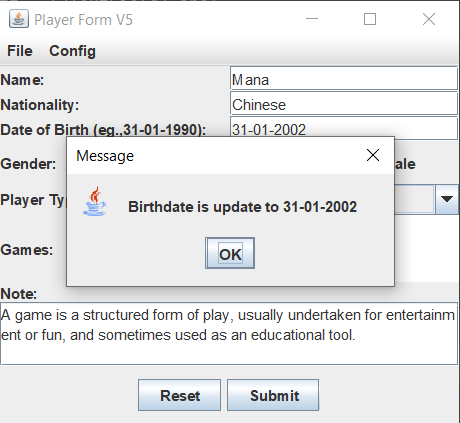 Player Form V5
File Config
Name: Mana
Nationality: Chinese
Date of Birth (eg.,31-01-1990): 31-01-2002
Message
Gender: ale
Birthdate is update to 31-01-2002
Player Ty
OK
Games:
Note:
A game is a structured form of play, usually undertaken for entertainm
ent or fun, and sometimes used as an educational tool.
Reset Submit